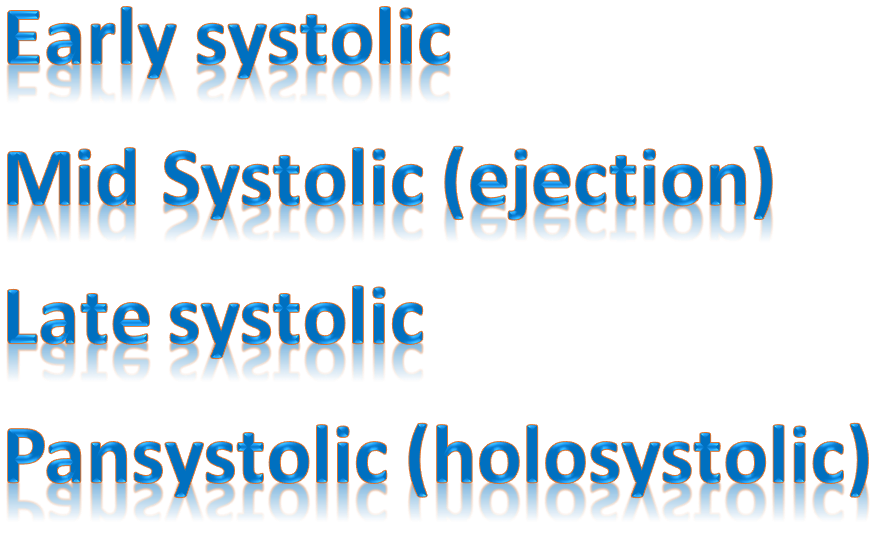 Early systolic
Mid Systolic (ejection)
Late systolic
Pansystolic (holosystolic)